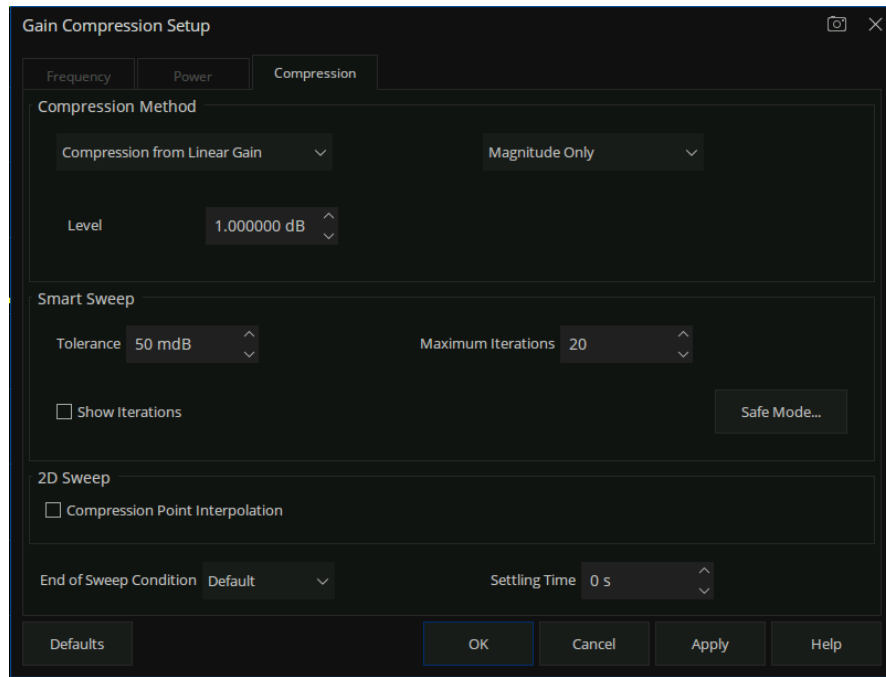 Gain Compression Setup
Frequency Power Compression
Compression Method
Compression from Linear Gain Magnitude Only
Level 1.000000 dB
Smart Sweep
Tolerance 50 mdB Maximum Iterations 20
Show Iterations Safe Mode...
2D Sweep
Compression Point Interpolation
End of Sweep Condition Default Settling Time 0 s
Defaults OK Cancel Apply Help